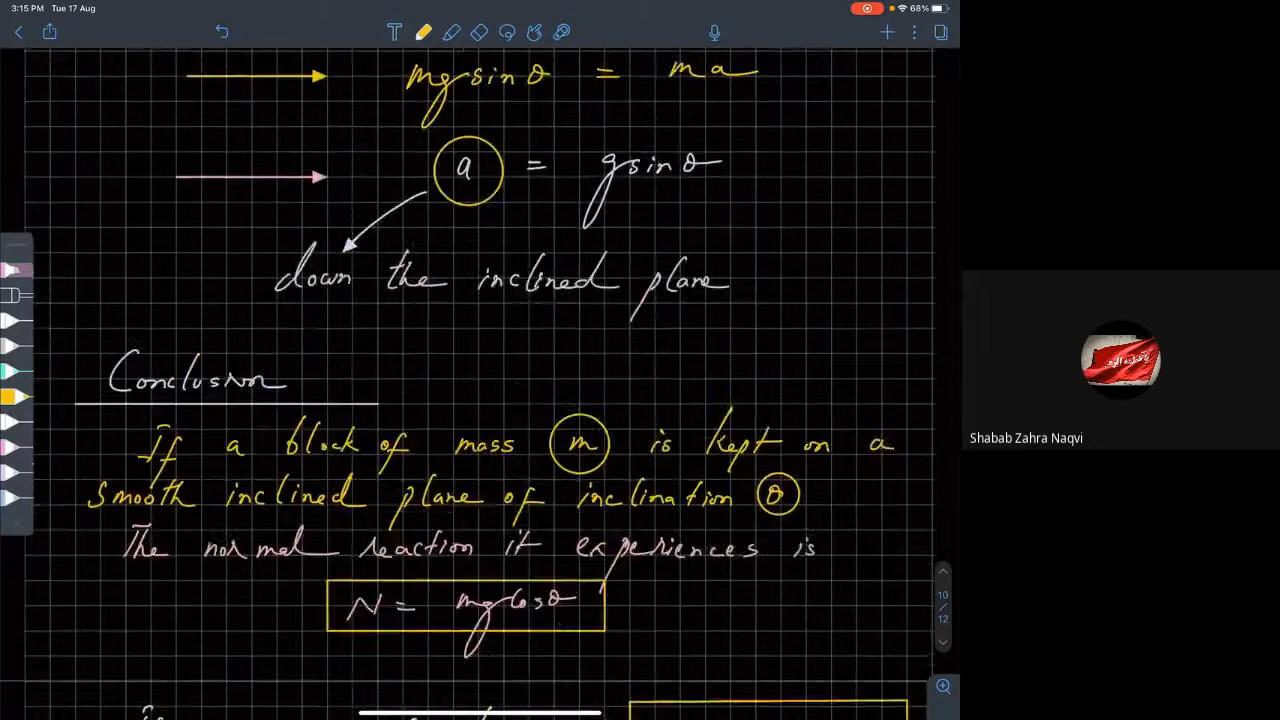 3:15 PM Tue 17 Aug
68%
mg sin θ = ma
a = g sin θ
down the inclined plane
Conclusion
If a block of mass m is kept on a
smooth inclined plane of inclination θ
The normal reaction it experiences is
N = mg cos θ
10
/
12
Shabab Zahra Naqvi